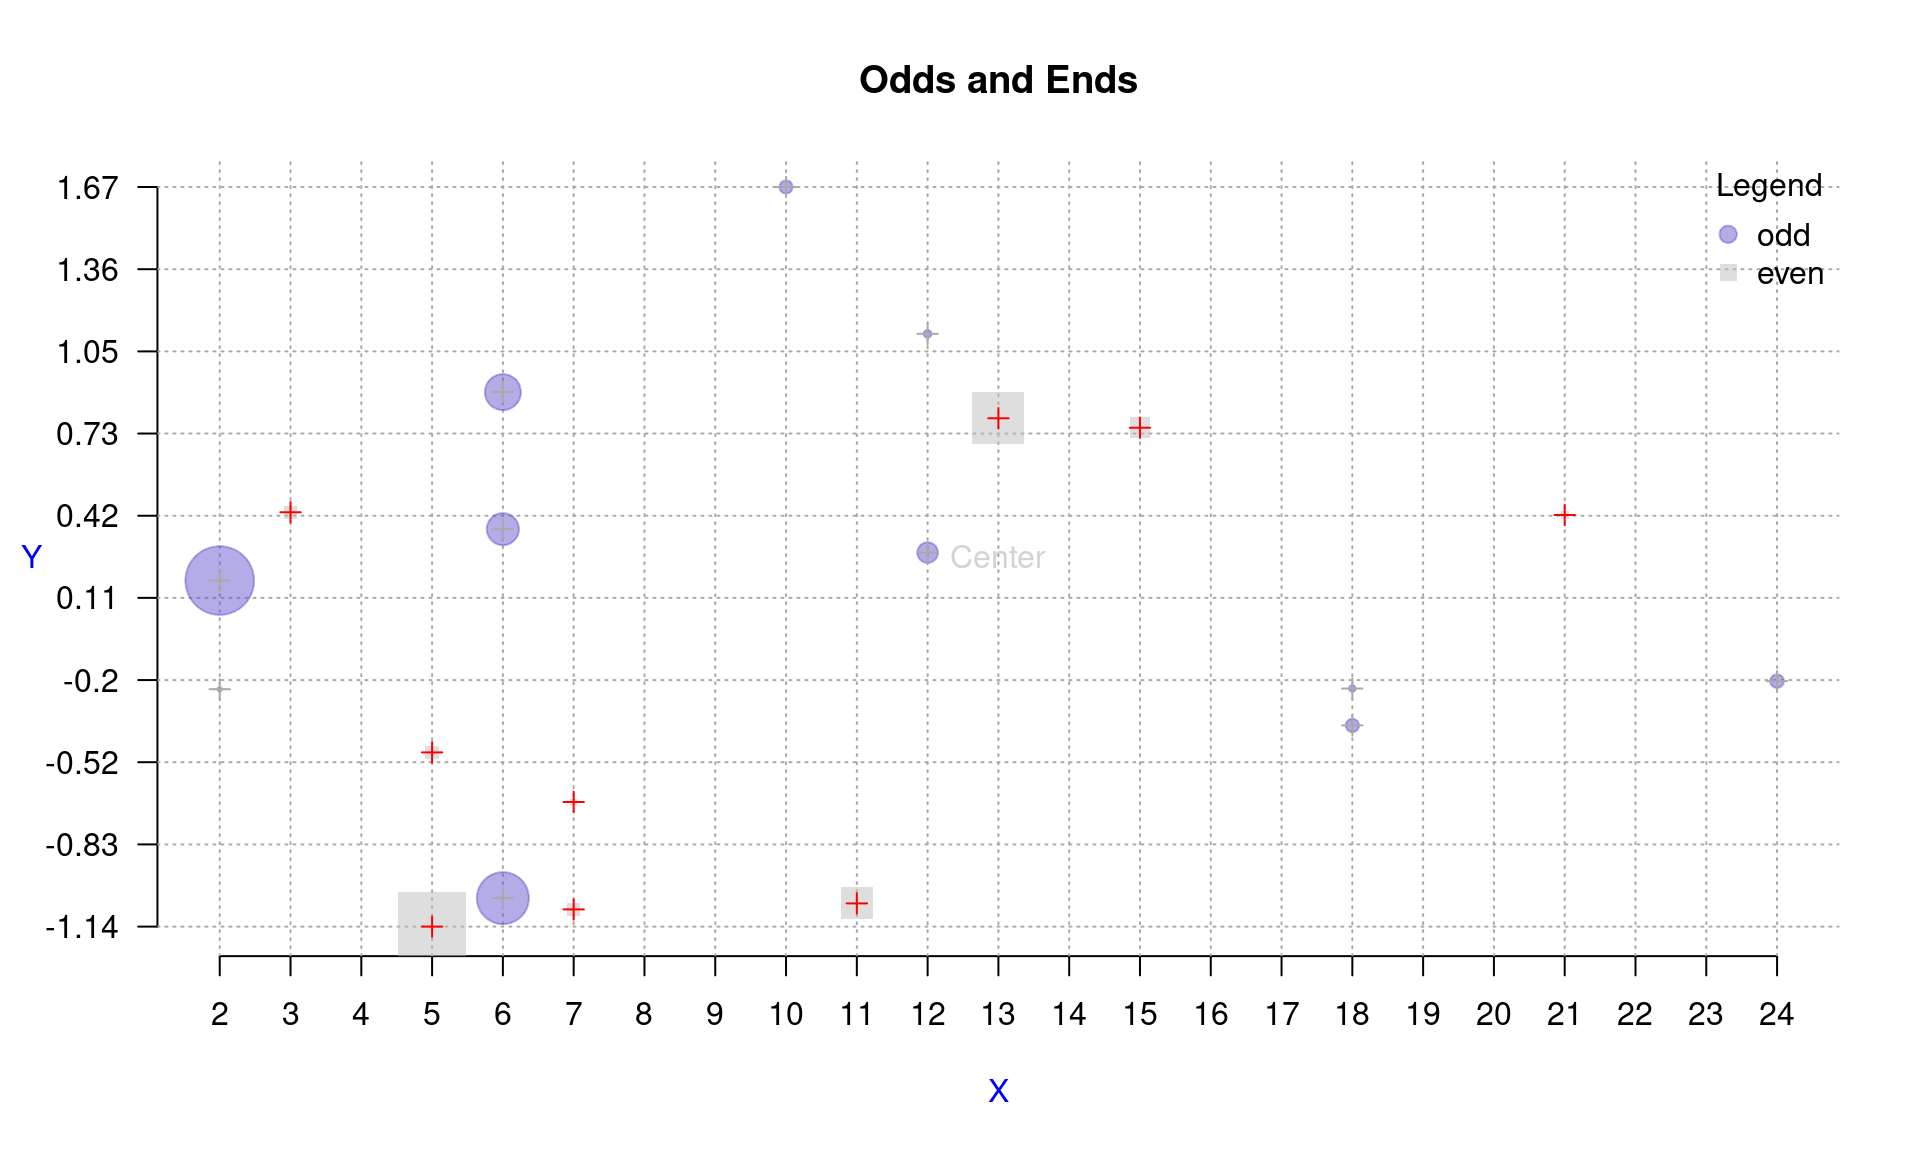 Odds and Ends
Legend
odd
even
1.67
1.36
1.05
0.73
0.42
0.11
-0.2
-0.52
-0.83
-1.14
Y
Center
2 3 4 5 6 7 8 9 10 11 12 13 14 15 16 17 18 19 20 21 22 23 24
X